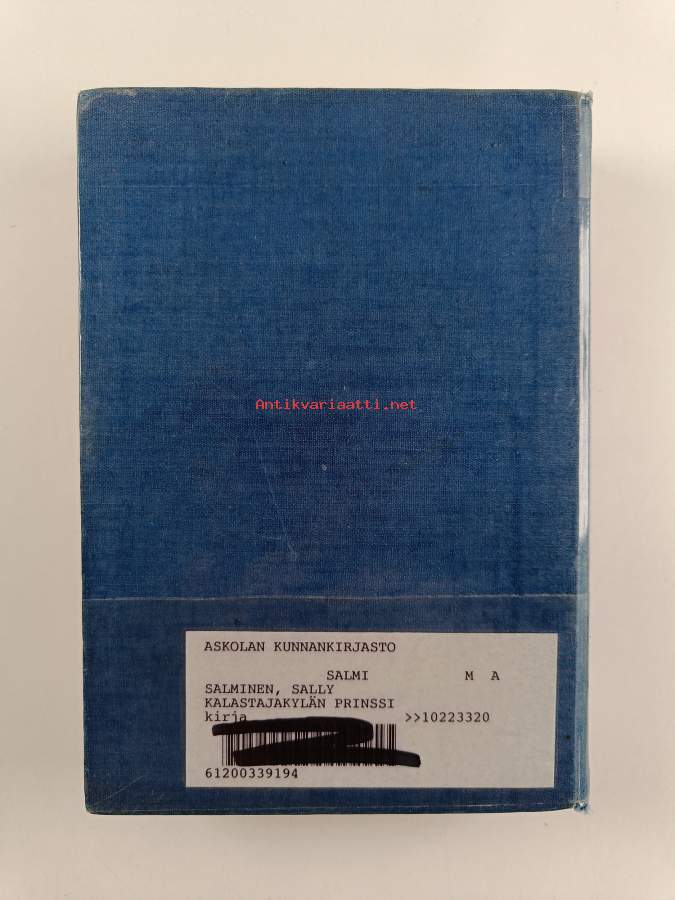 Antikvariaatti.net
ASKOLAN KUNNANKIRJASTO
SALMI M A
SALMINEN, SALLY
KALASTAJAKYLÄN PRINSSI
kirja >>10223320
61200339194